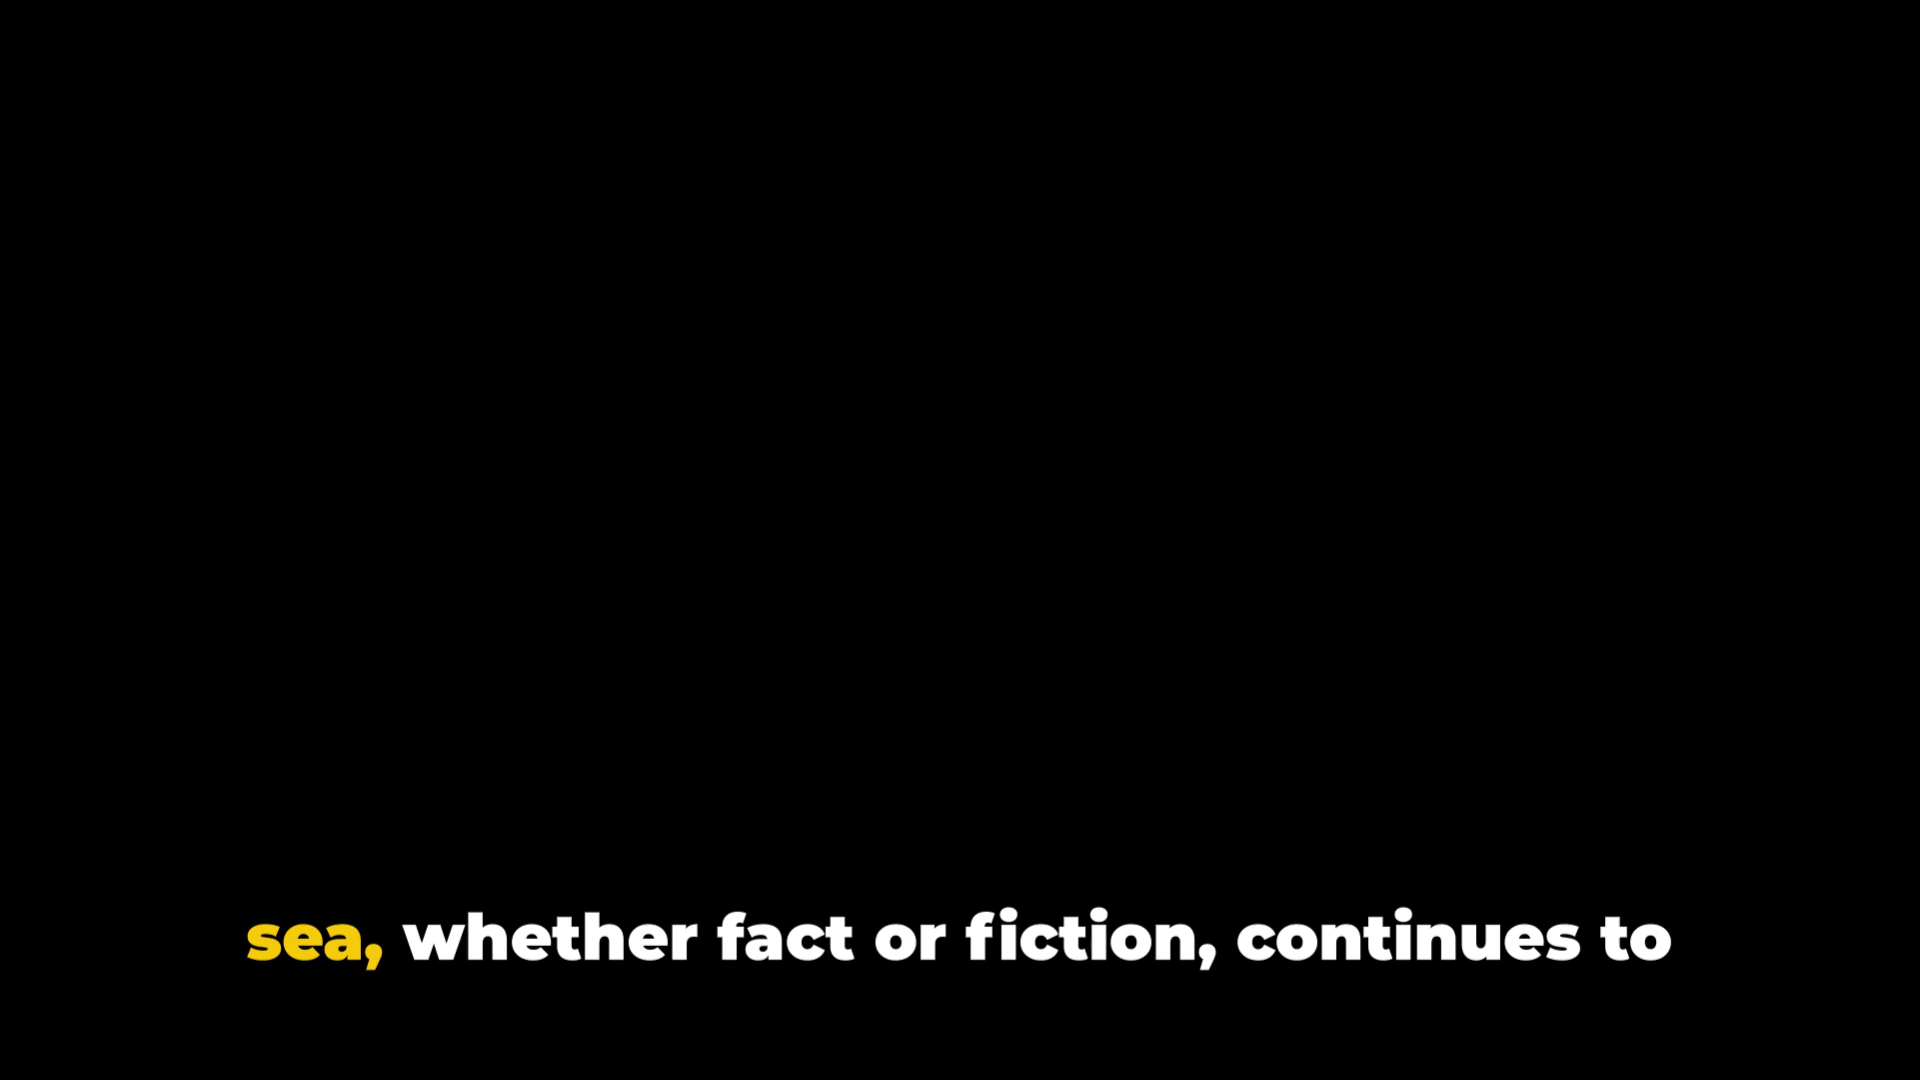 sea, whether fact or fiction, continues to